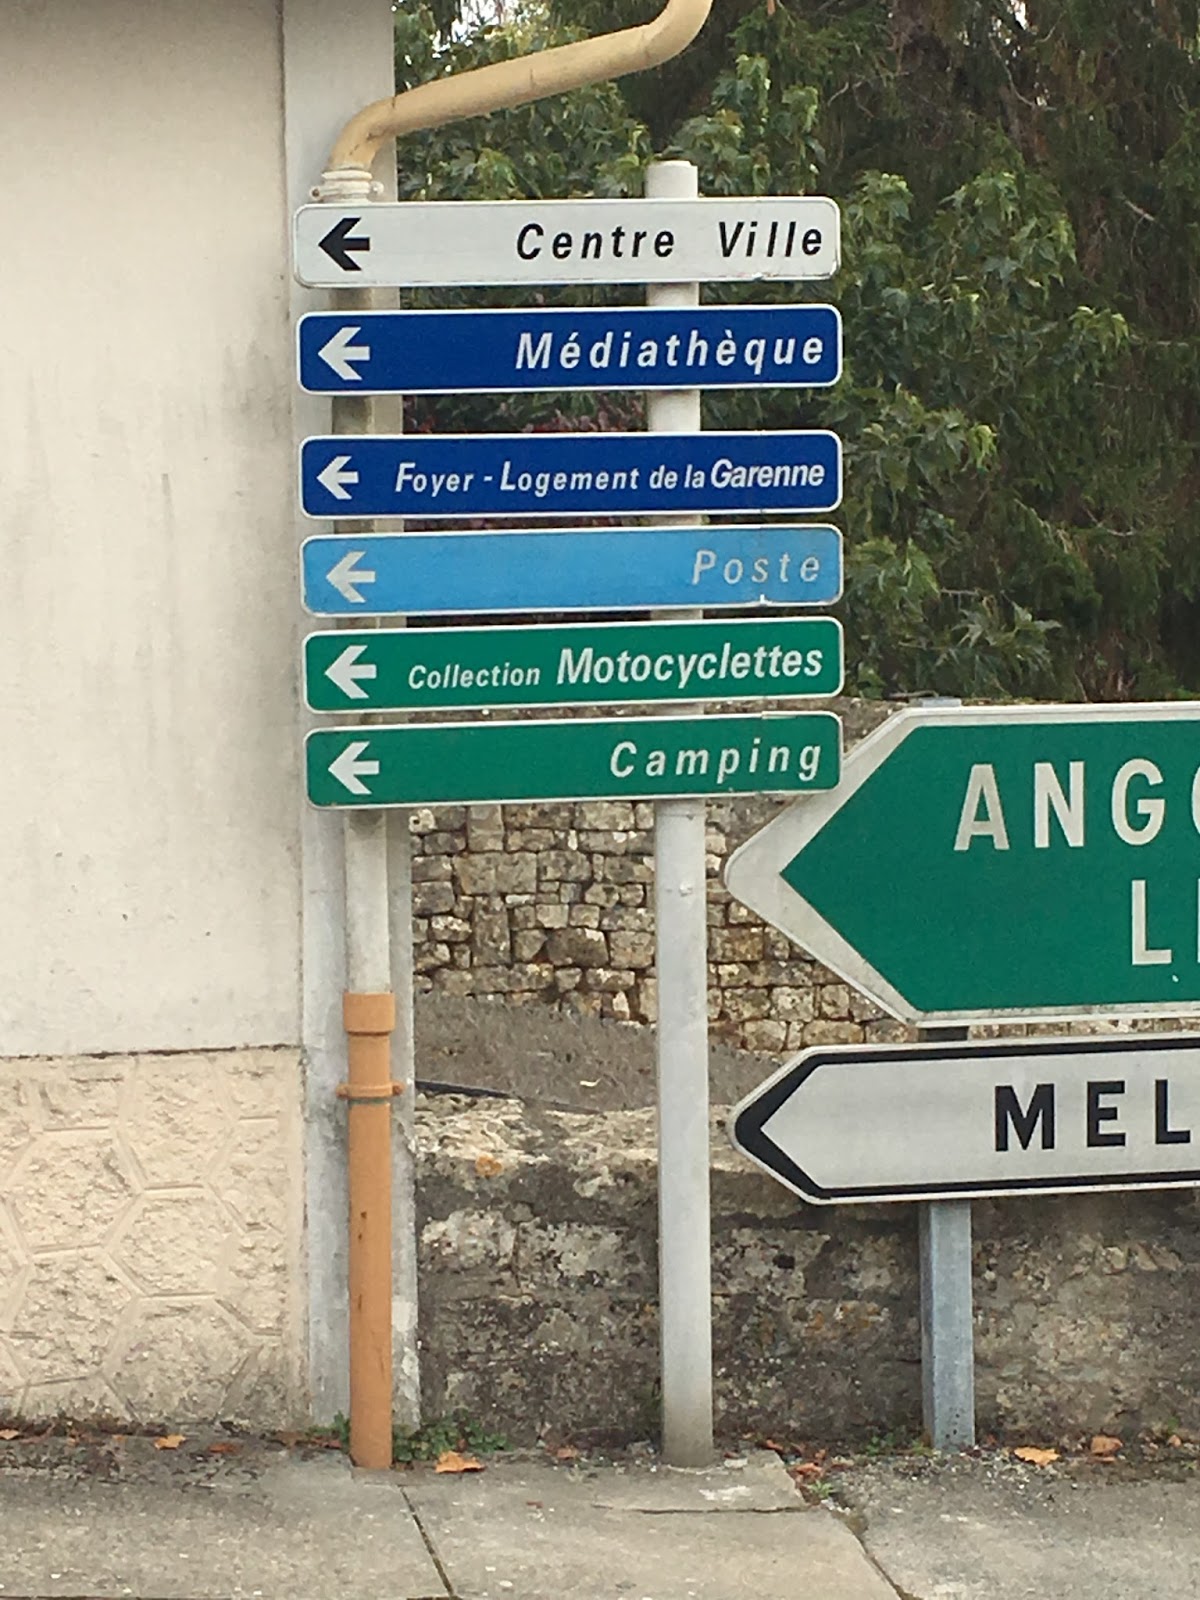 Centre Ville
Médiathèque
Foyer - Logement de la Garenne
Poste
Collection Motocyclettes
Camping
ANG
L
MEL